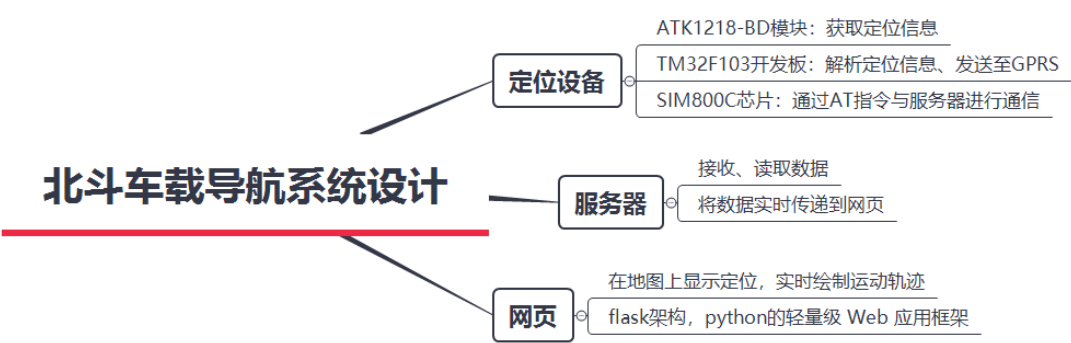 ATK1218-BD模块：获取定位信息
定位设备
TM32F103开发板：解析定位信息、发送至GPRS
SIM800C芯片：通过AT指令与服务器进行通信
北斗车载导航系统设计
接收、读取数据
服务器
将数据实时传递到网页
在地图上显示定位，实时绘制运动轨迹
网页
flask架构，python的轻量级 Web 应用框架